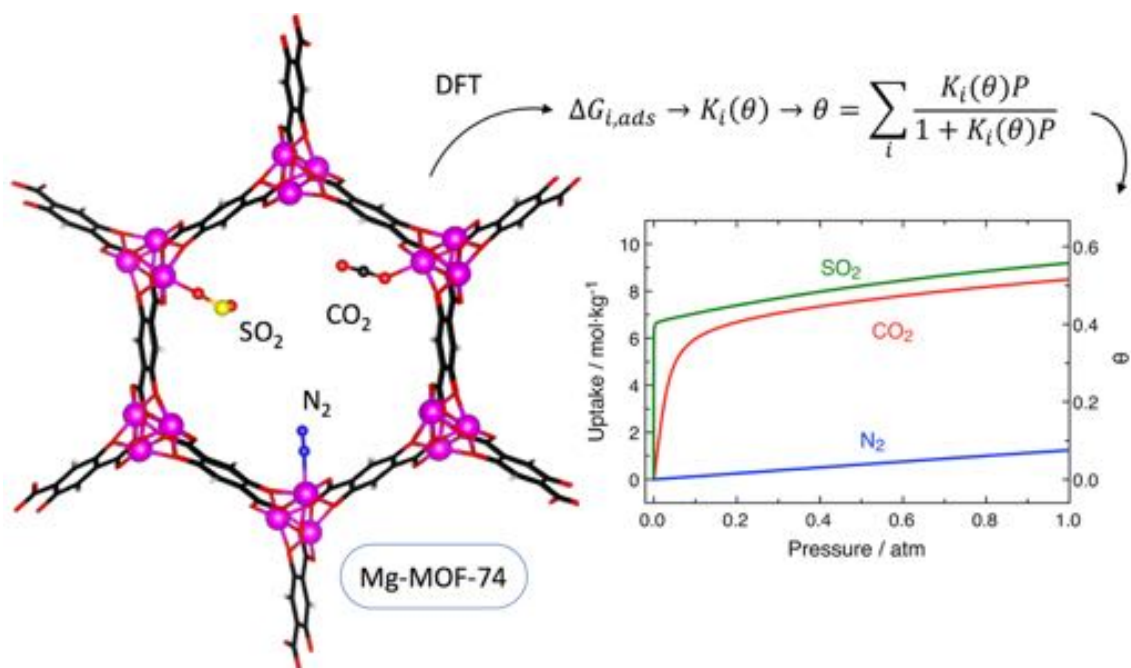 DFT
ΔG_{i,ads} → K_i(θ) → θ = ∑_i K_i(θ)P / 1 + K_i(θ)P
SO₂
CO₂
N₂
Mg-MOF-74
Uptake / mol·kg⁻¹
10
8
6
4
2
0
SO₂
CO₂
N₂
0.6
0.4
0.2
0.0
θ
0.0 0.2 0.4 0.6 0.8 1.0
Pressure / atm